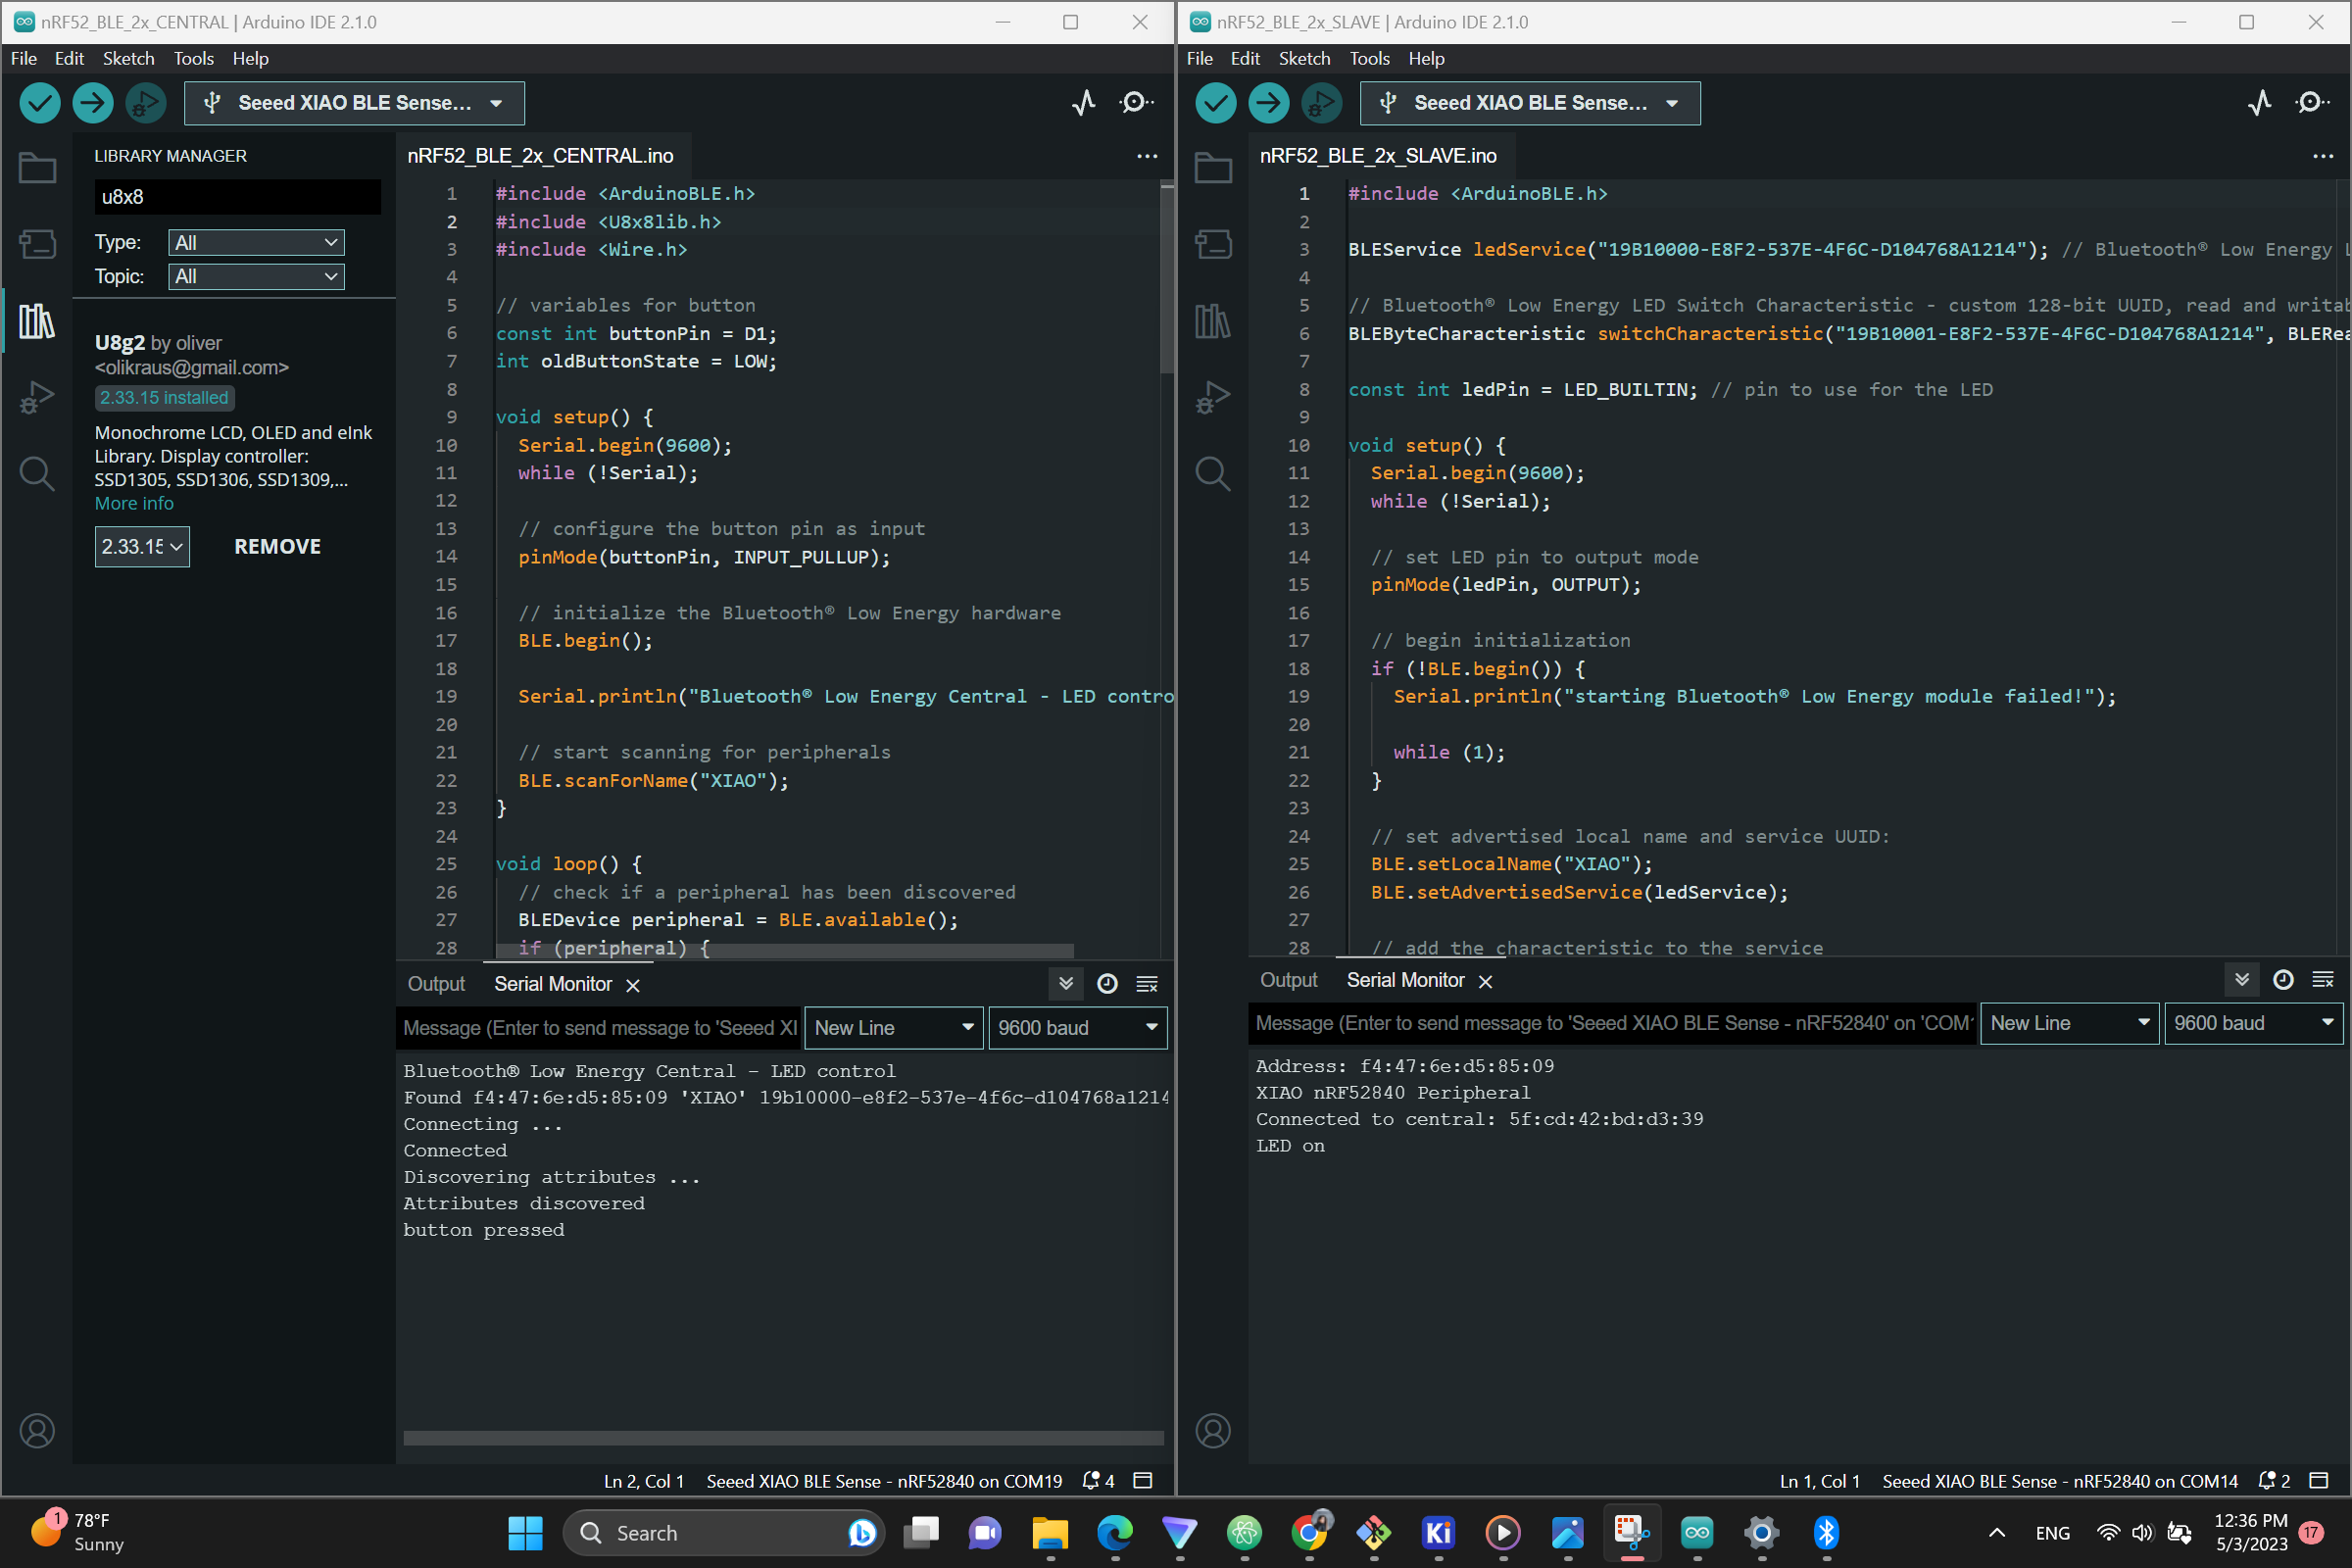 nRF52_BLE_2x_CENTRAL | Arduino IDE 2.1.0
File Edit Sketch Tools Help
Seeed XIAO BLE Sense...
LIBRARY MANAGER
u8x8
Type: All
Topic: All
U8g2 by oliver
<olikraus@gmail.com>
2.33.15 installed
Monochrome LCD, OLED and eInk
Library. Display controller:
SSD1305, SSD1306, SSD1309,...
More info
2.33.15 REMOVE
nRF52_BLE_2x_CENTRAL.ino
1 #include <ArduinoBLE.h>
2 #include <U8x8lib.h>
3 #include <Wire.h>
4
5 // variables for button
6 const int buttonPin = D1;
7 int oldButtonState = LOW;
8
9 void setup() {
10 Serial.begin(9600);
11 while (!Serial);
12
13 // configure the button pin as input
14 pinMode(buttonPin, INPUT_PULLUP);
15
16 // initialize the Bluetooth® Low Energy hardware
17 BLE.begin();
18
19 Serial.println("Bluetooth® Low Energy Central - LED contro
20
21 // start scanning for peripherals
22 BLE.scanForName("XIAO");
23 }
24
25 void loop() {
26 // check if a peripheral has been discovered
27 BLEDevice peripheral = BLE.available();
28 if (peripheral) {
Output Serial Monitor
Message (Enter to send message to 'Seeed XI New Line 9600 baud
Bluetooth® Low Energy Central - LED control
Found f4:47:6e:d5:85:09 'XIAO' 19b10000-e8f2-537e-4f6c-d104768a1214
Connecting ...
Connected
Discovering attributes ...
Attributes discovered
button pressed
Ln 2, Col 1 Seeed XIAO BLE Sense - nRF52840 on COM19 4
nRF52_BLE_2x_SLAVE | Arduino IDE 2.1.0
File Edit Sketch Tools Help
Seeed XIAO BLE Sense...
nRF52_BLE_2x_SLAVE.ino
1 #include <ArduinoBLE.h>
2
3 BLEService ledService("19B10000-E8F2-537E-4F6C-D104768A1214"); // Bluetooth® Low Energy L
4
5 // Bluetooth® Low Energy LED Switch Characteristic - custom 128-bit UUID, read and writab
6 BLEByteCharacteristic switchCharacteristic("19B10001-E8F2-537E-4F6C-D104768A1214", BLERea
7
8 const int ledPin = LED_BUILTIN; // pin to use for the LED
9
10 void setup() {
11 Serial.begin(9600);
12 while (!Serial);
13
14 // set LED pin to output mode
15 pinMode(ledPin, OUTPUT);
16
17 // begin initialization
18 if (!BLE.begin()) {
19 Serial.println("starting Bluetooth® Low Energy module failed!");
20
21 while (1);
22 }
23
24 // set advertised local name and service UUID:
25 BLE.setLocalName("XIAO");
26 BLE.setAdvertisedService(ledService);
27
28 // add the characteristic to the service
Output Serial Monitor
Message (Enter to send message to 'Seeed XIAO BLE Sense - nRF52840' on 'COM1 New Line 9600 baud
Address: f4:47:6e:d5:85:09
XIAO nRF52840 Peripheral
Connected to central: 5f:cd:42:bd:d3:39
LED on
Ln 1, Col 1 Seeed XIAO BLE Sense - nRF52840 on COM14 2
1 78°F
Sunny
Search
Ki
ENG
12:36 PM
5/3/2023
17